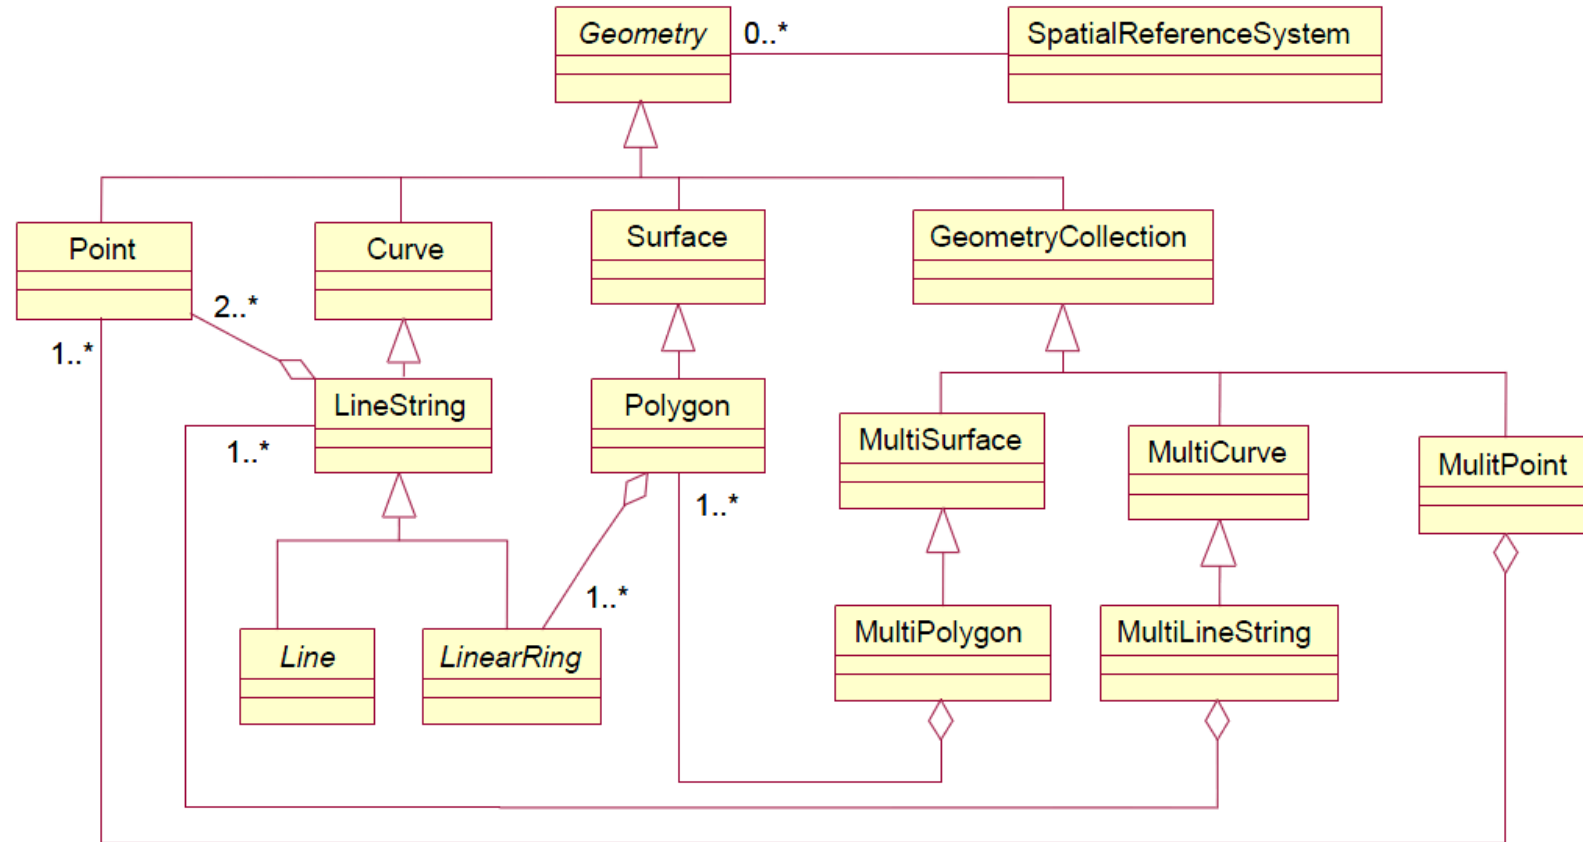 Geometry
0..*
SpatialReferenceSystem
Point
Curve
Surface
GeometryCollection
2..*
1..*
LineString
Polygon
MultiSurface
MultiCurve
MulitPoint
1..*
1..*
1..*
Line
LinearRing
MultiPolygon
MultiLineString